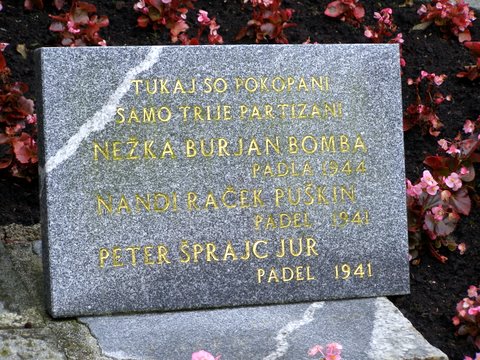 TUKAJ SO POKOPANI
SAMO TRIJE PARTIZANI
NEŽKA BURJAN BOMBA
PADLA 1944
NANDI RAČEK PUŠKIN
PADEL 1941
PETER ŠPRAJC JUR
PADEL 1941